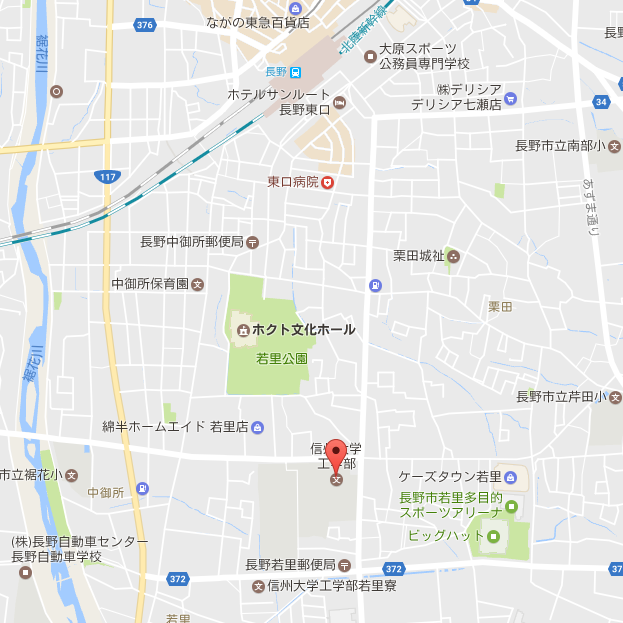 ながの東急百貨店
376
37
北陸新幹線
裾花川
大原スポーツ
公務員専門学校
長野
ホテルサンルート
長野東口
㈱デリシア
デリシア七瀬店
34
長野市立南部小
117
東口病院
あずま通り
長野中御所郵便局
栗田城祉
中御所保育園
栗田
ホクト文化ホール
若里公園
裾花川
長野市立芹田小
綿半ホームエイド 若里店
信州大学
工学部
市立裾花小
中御所
ケーズタウン若里
長野市若里多目的
スポーツアリーナ
ビッグハット
(株)長野自動車センター
長野自動車学校
長野若里郵便局
372
372
37
信州大学工学部若里寮
若里